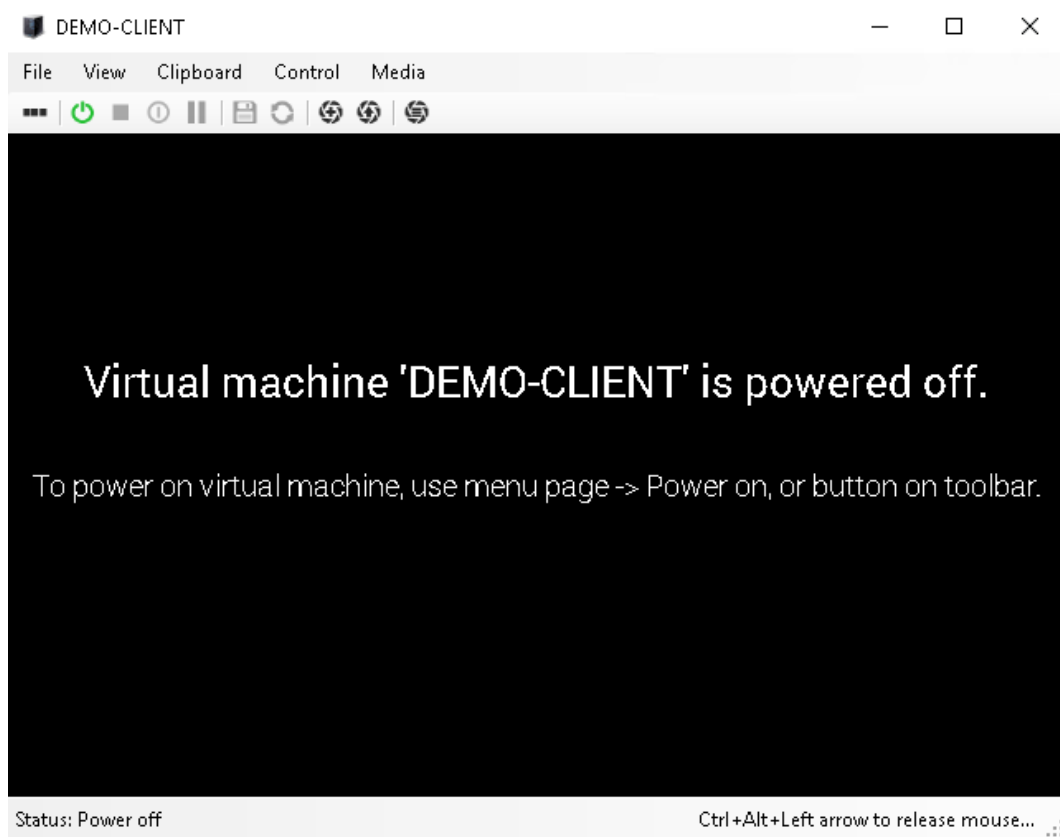 DEMO-CLIENT
File View Clipboard Control Media
Virtual machine 'DEMO-CLIENT' is powered off.
To power on virtual machine, use menu page -> Power on, or button on toolbar.
Status: Power off Ctrl+Alt+Left arrow to release mouse...